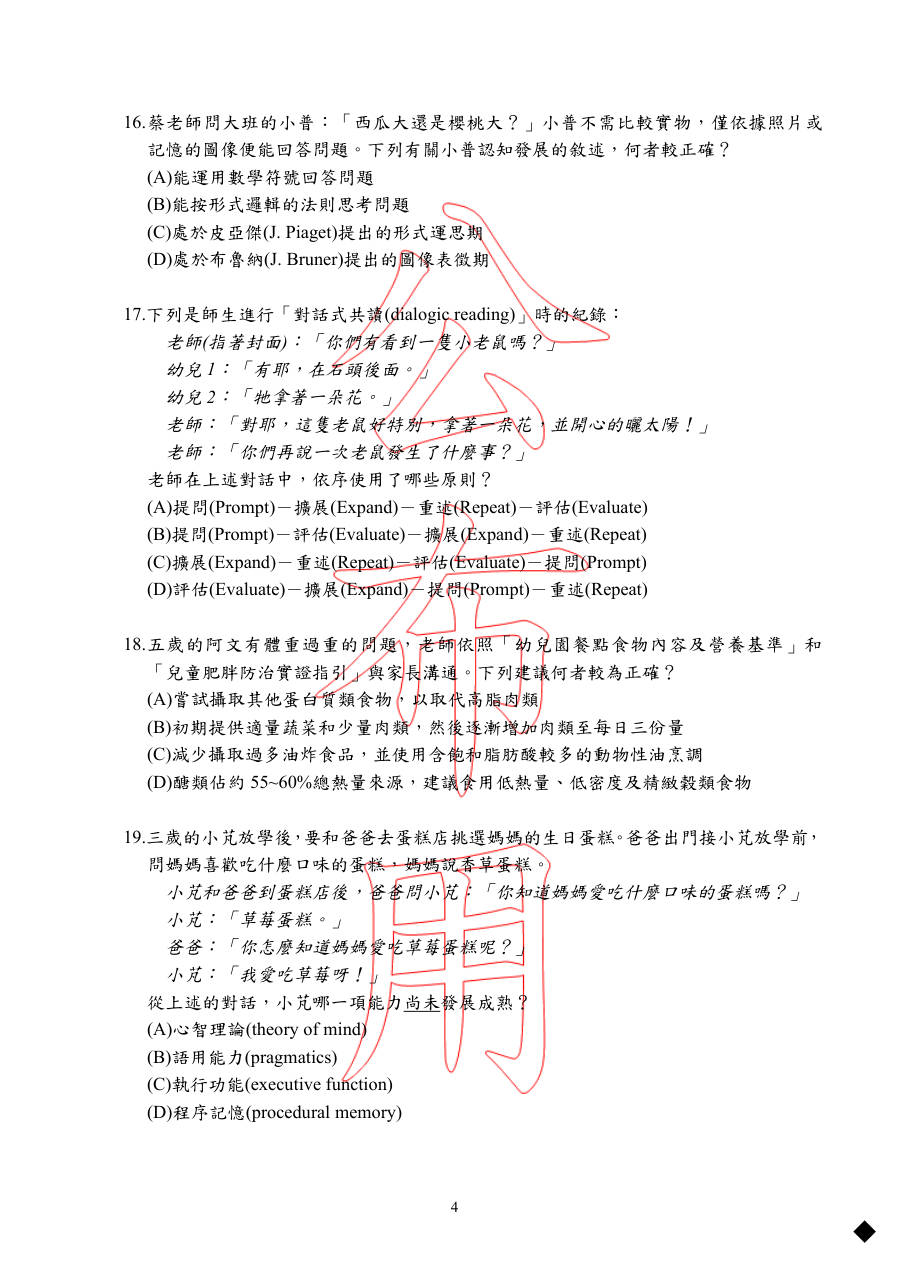 16.蔡老師問大班的小普：「西瓜大還是櫻桃大？」小普不需比較實物，僅依據照片或
記憶的圖像便能回答問題。下列有關小普認知發展的敘述，何者較正確？
(A)能運用數學符號回答問題
(B)能按形式邏輯的法則思考問題
(C)處於皮亞傑(J. Piaget)提出的形式運思期
(D)處於布魯納(J. Bruner)提出的圖像表徵期
17.下列是師生進行「對話式共讀(dialogic reading)」時的紀錄：
老師(指著封面)：「你們有看到一隻小老鼠嗎？」
幼兒1：「有耶，在石頭後面。」
幼兒2：「牠拿著一朵花。」
老師：「對耶，這隻老鼠好特別，拿著一朵花，並開心的曬太陽！」
老師：「你們再說一次老鼠發生了什麼事？」
老師在上述對話中，依序使用了哪些原則？
(A)提問(Prompt)－擴展(Expand)－重述(Repeat)－評估(Evaluate)
(B)提問(Prompt)－評估(Evaluate)－擴展(Expand)－重述(Repeat)
(C)擴展(Expand)－重述(Repeat)－評估(Evaluate)－提問(Prompt)
(D)評估(Evaluate)－擴展(Expand)－提問(Prompt)－重述(Repeat)
18.五歲的阿文有體重過重的問題，老師依照「幼兒園餐點食物內容及營養基準」和
「兒童肥胖防治實證指引」與家長溝通。下列建議何者較為正確？
(A)嘗試攝取其他蛋白質類食物，以取代高脂肉類
(B)初期提供適量蔬菜和少量肉類，然後逐漸增加肉類至每日三份量
(C)減少攝取過多油炸食品，並使用含飽和脂肪酸較多的動物性油烹調
(D)醣類佔約 55~60%總熱量來源，建議食用低熱量、低密度及精緻穀類食物
19.三歲的小芃放學後，要和爸爸去蛋糕店挑選媽媽的生日蛋糕。爸爸出門接小芃放學前，
問媽媽喜歡吃什麼口味的蛋糕，媽媽說香草蛋糕。
小芃和爸爸到蛋糕店後，爸爸問小芃：「你知道媽媽愛吃什麼口味的蛋糕嗎？」
小芃：「草莓蛋糕。」
爸爸：「你怎麼知道媽媽愛吃草莓蛋糕呢？」
小芃：「我愛吃草莓呀！」
從上述的對話，小芃哪一項能力尚未發展成熟？
(A)心智理論(theory of mind)
(B)語用能力(pragmatics)
(C)執行功能(executive function)
(D)程序記憶(procedural memory)
公布用
4